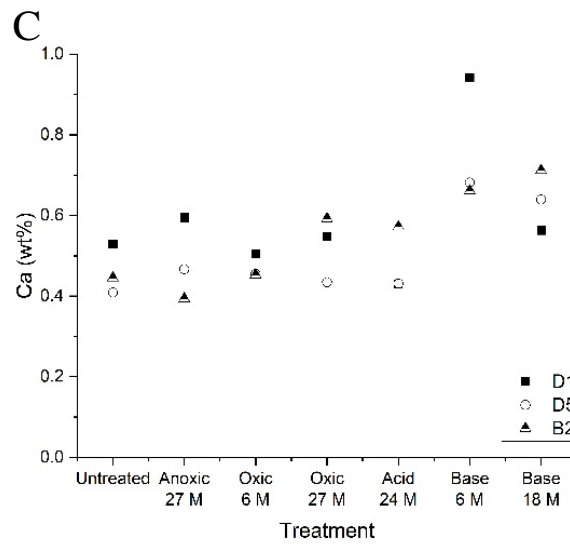 C
1.0
0.8
0.6
0.4
0.2
0.0
Ca (wt%)
D1
D5
B2
Untreated Anoxic Oxic Oxic Acid Base Base
27 M 6 M 27 M 24 M 6 M 18 M
Treatment